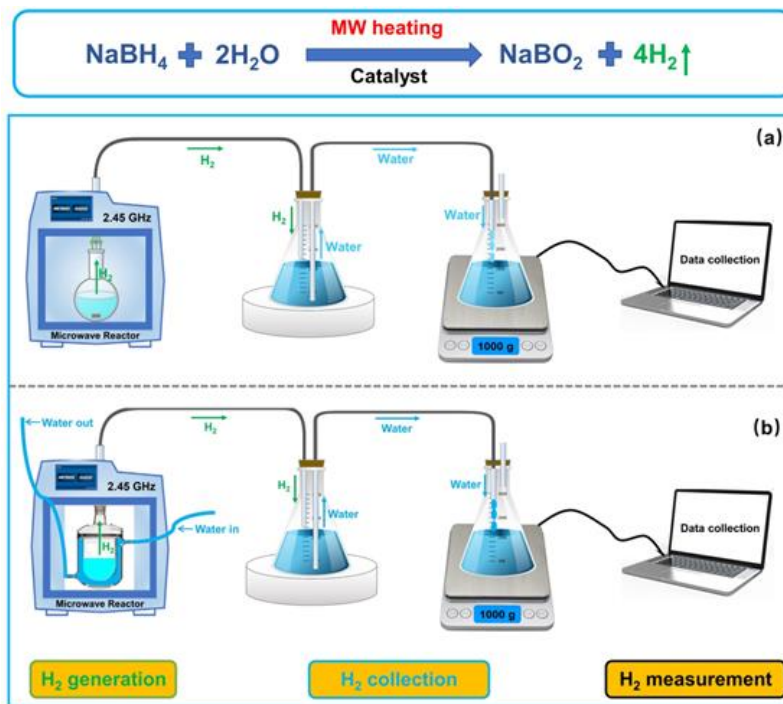 MW heating
NaBH₄ + 2H₂O → NaBO₂ + 4H₂↑
Catalyst
(a)
H₂
Water
2.45 GHz
H₂
Water
Water
H₂
Data collection
1000 g
Microwave Reactor
(b)
Water out
H₂
Water
2.45 GHz
H₂
Water
Water
Water in
H₂
Data collection
1000 g
Microwave Reactor
H₂ generation
H₂ collection
H₂ measurement